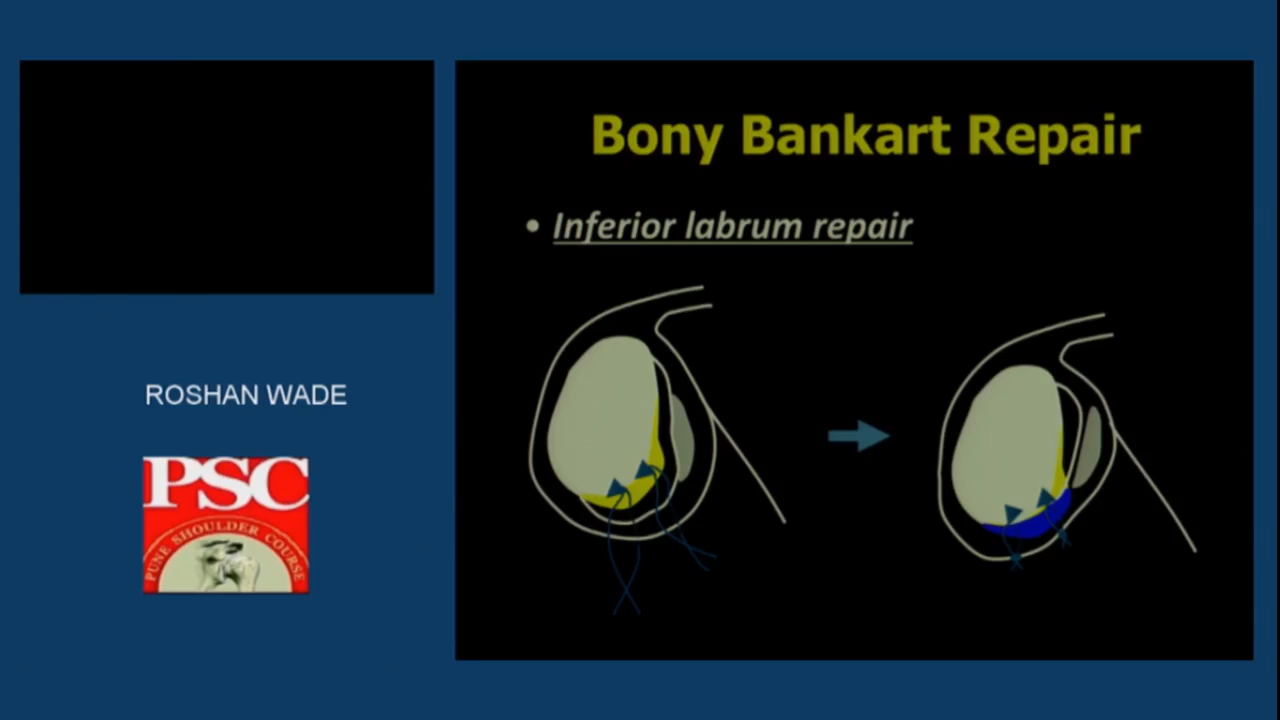 Bony Bankart Repair
• Inferior labrum repair
ROSHAN WADE
PSC
PUNE SHOULDER COURSE